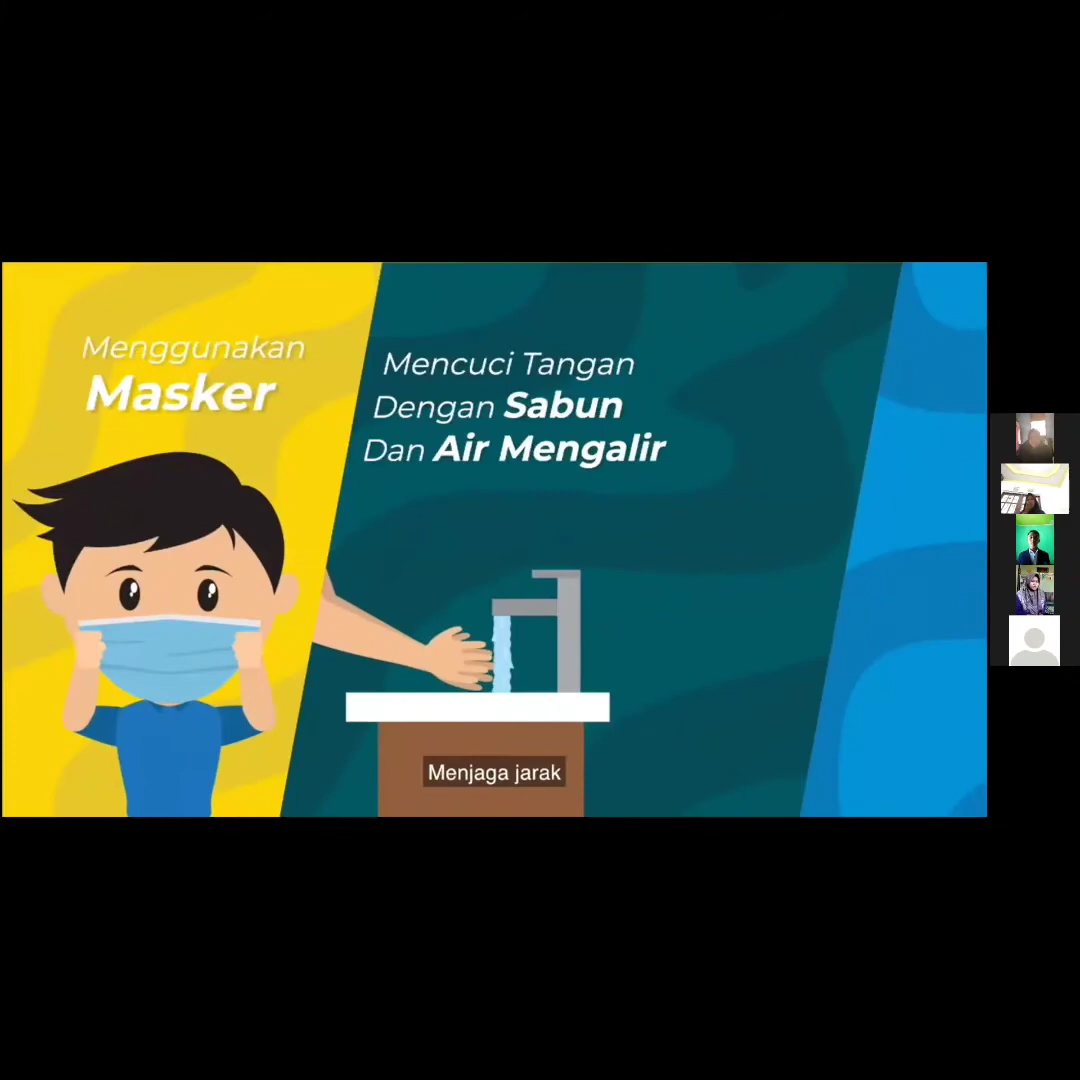 Menggunakan
Masker
Mencuci Tangan
Dengan Sabun
Dan Air Mengalir
Menjaga jarak